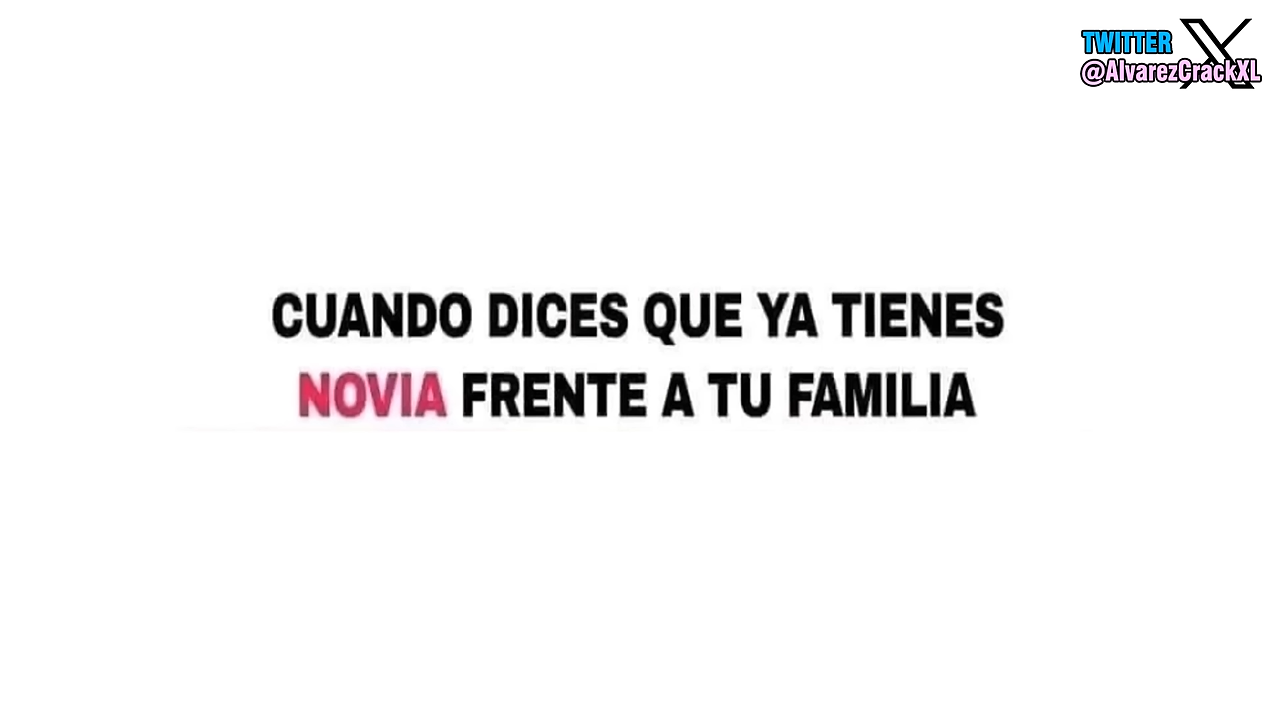 TWITTER
@AlvarezCrackXL
CUANDO DICES QUE YA TIENES
NOVIA FRENTE A TU FAMILIA